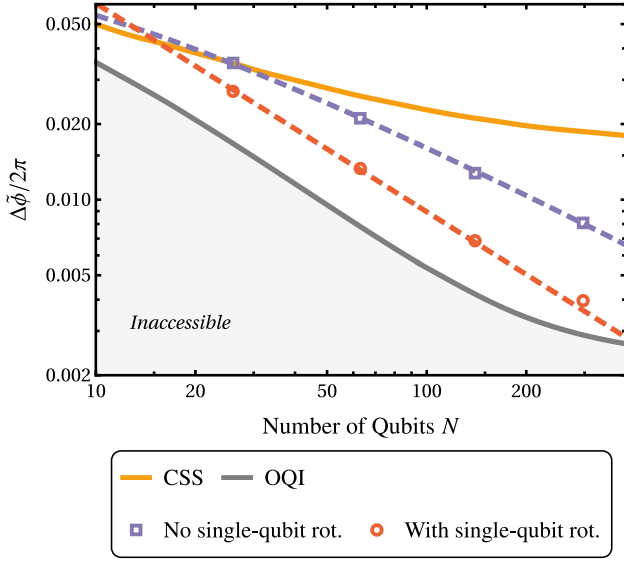 0.050
0.020
0.010
0.005
0.002
Δϕ̃/2π
Inaccessible
10 20 50 100 200
Number of Qubits N
CSS OQI
No single-qubit rot. With single-qubit rot.